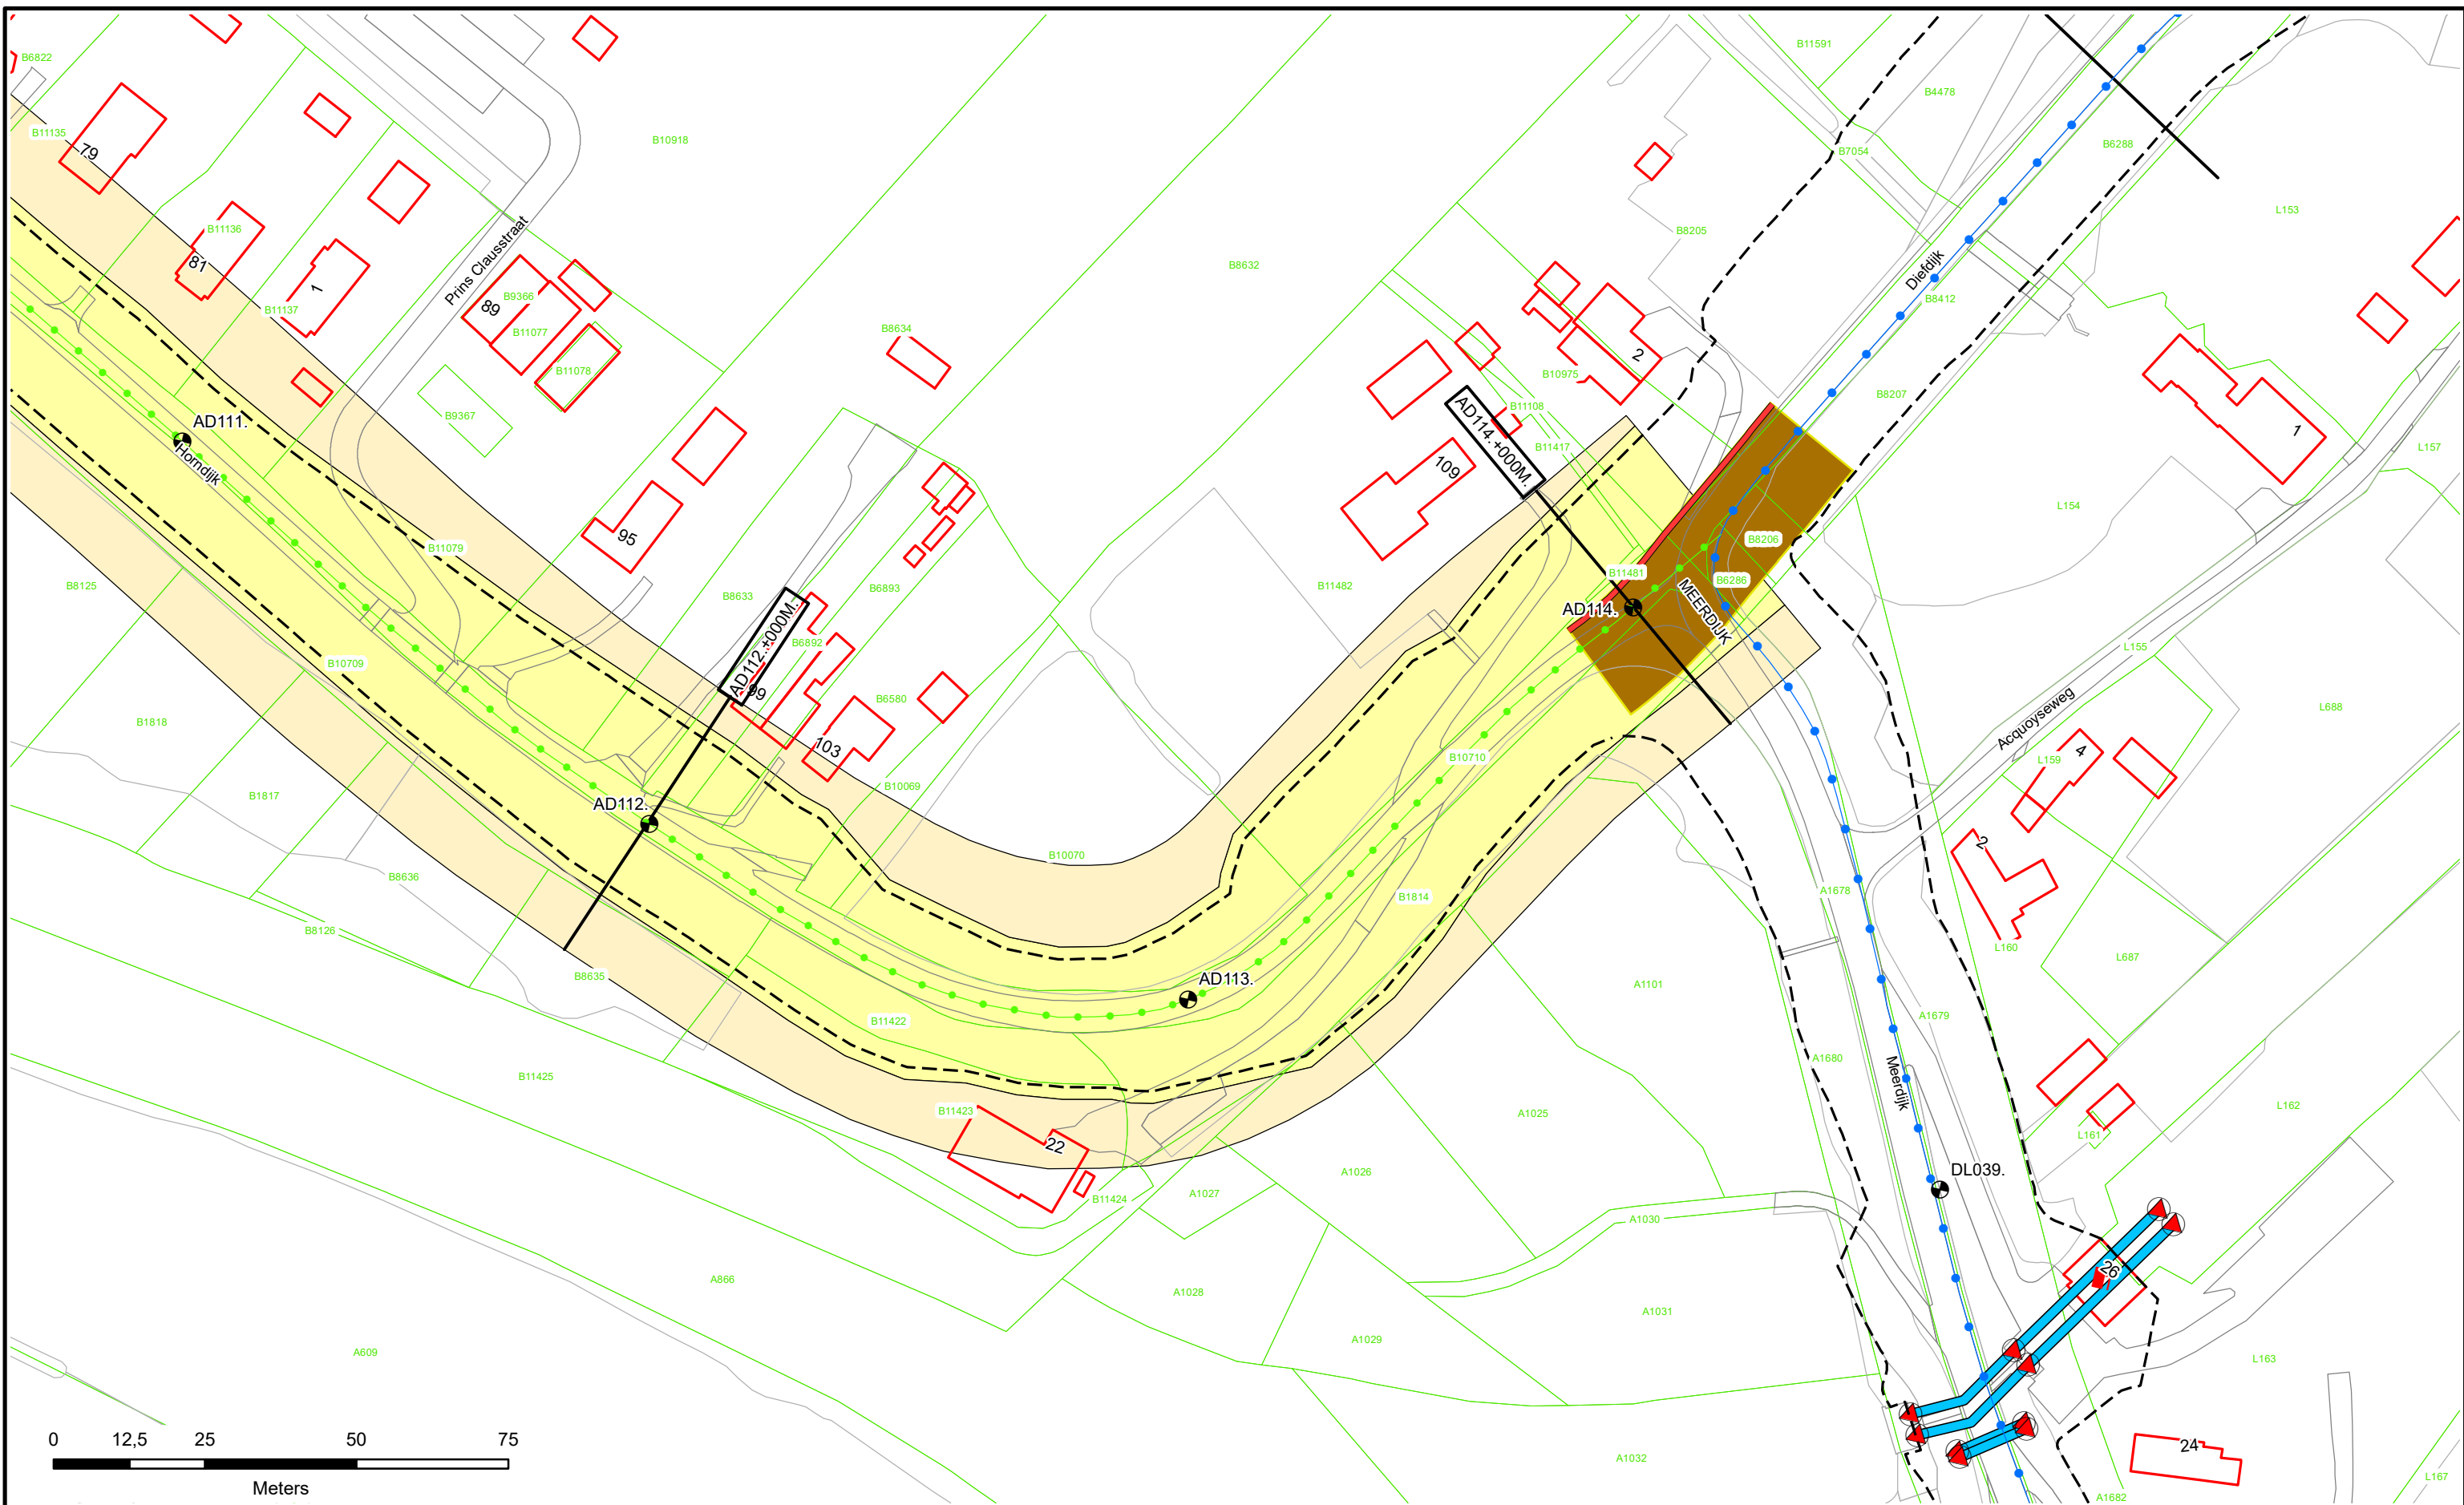 B6822
B11135
79
B11136
81
1
B11137
Prins Clausstraat
B10918
89
B9366
B11077
B11078
B9367
B8634
B8632
B11591
B4478
B7054
B6288
B8205
L153
Diefdijk
B8412
B8207
2
B10975
B11108
B11417
109
AD114.+000M.
1
L157
L154
AD111.
Horndijk
B11079
95
B8125
B8633
B6893
B11482
B11481
B8206
B6286
MEERDIJK
AD114.
AD112.+000M.
99
B6892
B10709
B1818
B6580
103
B10710
L155
L688
Acquoyseweg
L159
4
2
B1817
AD112.
B10069
B10070
B8636
B8126
B8635
B1814
A1678
L160
L687
AD113.
A1101
B11422
A1679
A1680
Meerdijk
B11425
B11423
22
B11424
A1025
A1026
A1027
A1030
L162
L161
DL039.
26
A866
A1028
A1031
A1029
A609
L163
24
A1032
L167
A1682
0 12,5 25 50 75
Meters